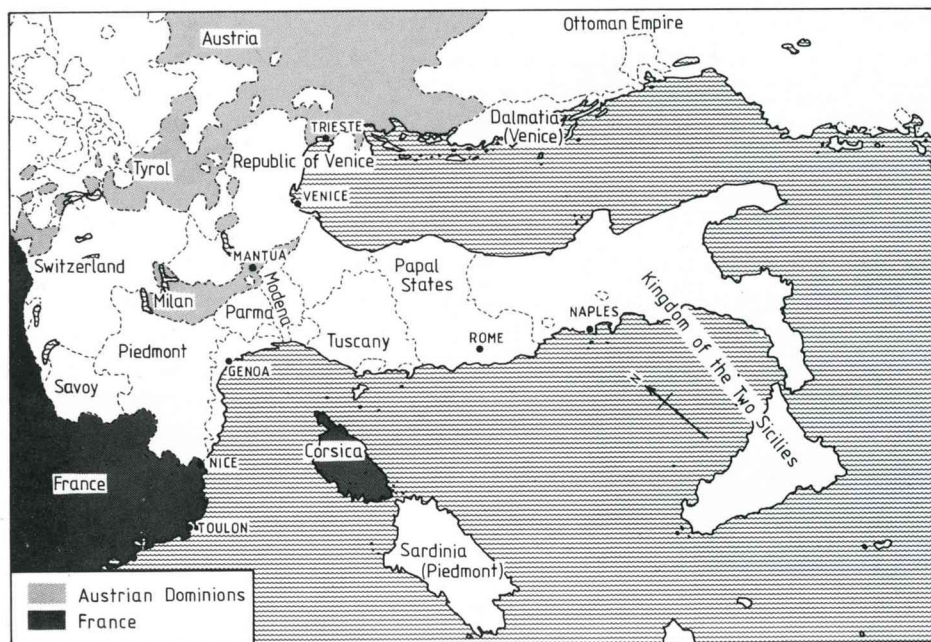 Austria
Ottoman Empire
TRIESTE
Dalmatia
(Venice)
Tyrol
Republic of Venice
VENICE
Switzerland
MANTUA
Milan
Modena
Parma
Papal
States
Kingdom of the Two Sicilies
NAPLES
Piedmont
Tuscany
ROME
GENOA
Savoy
N
Corsica
NICE
France
TOULON
Sardinia
(Piedmont)
Austrian Dominions
France